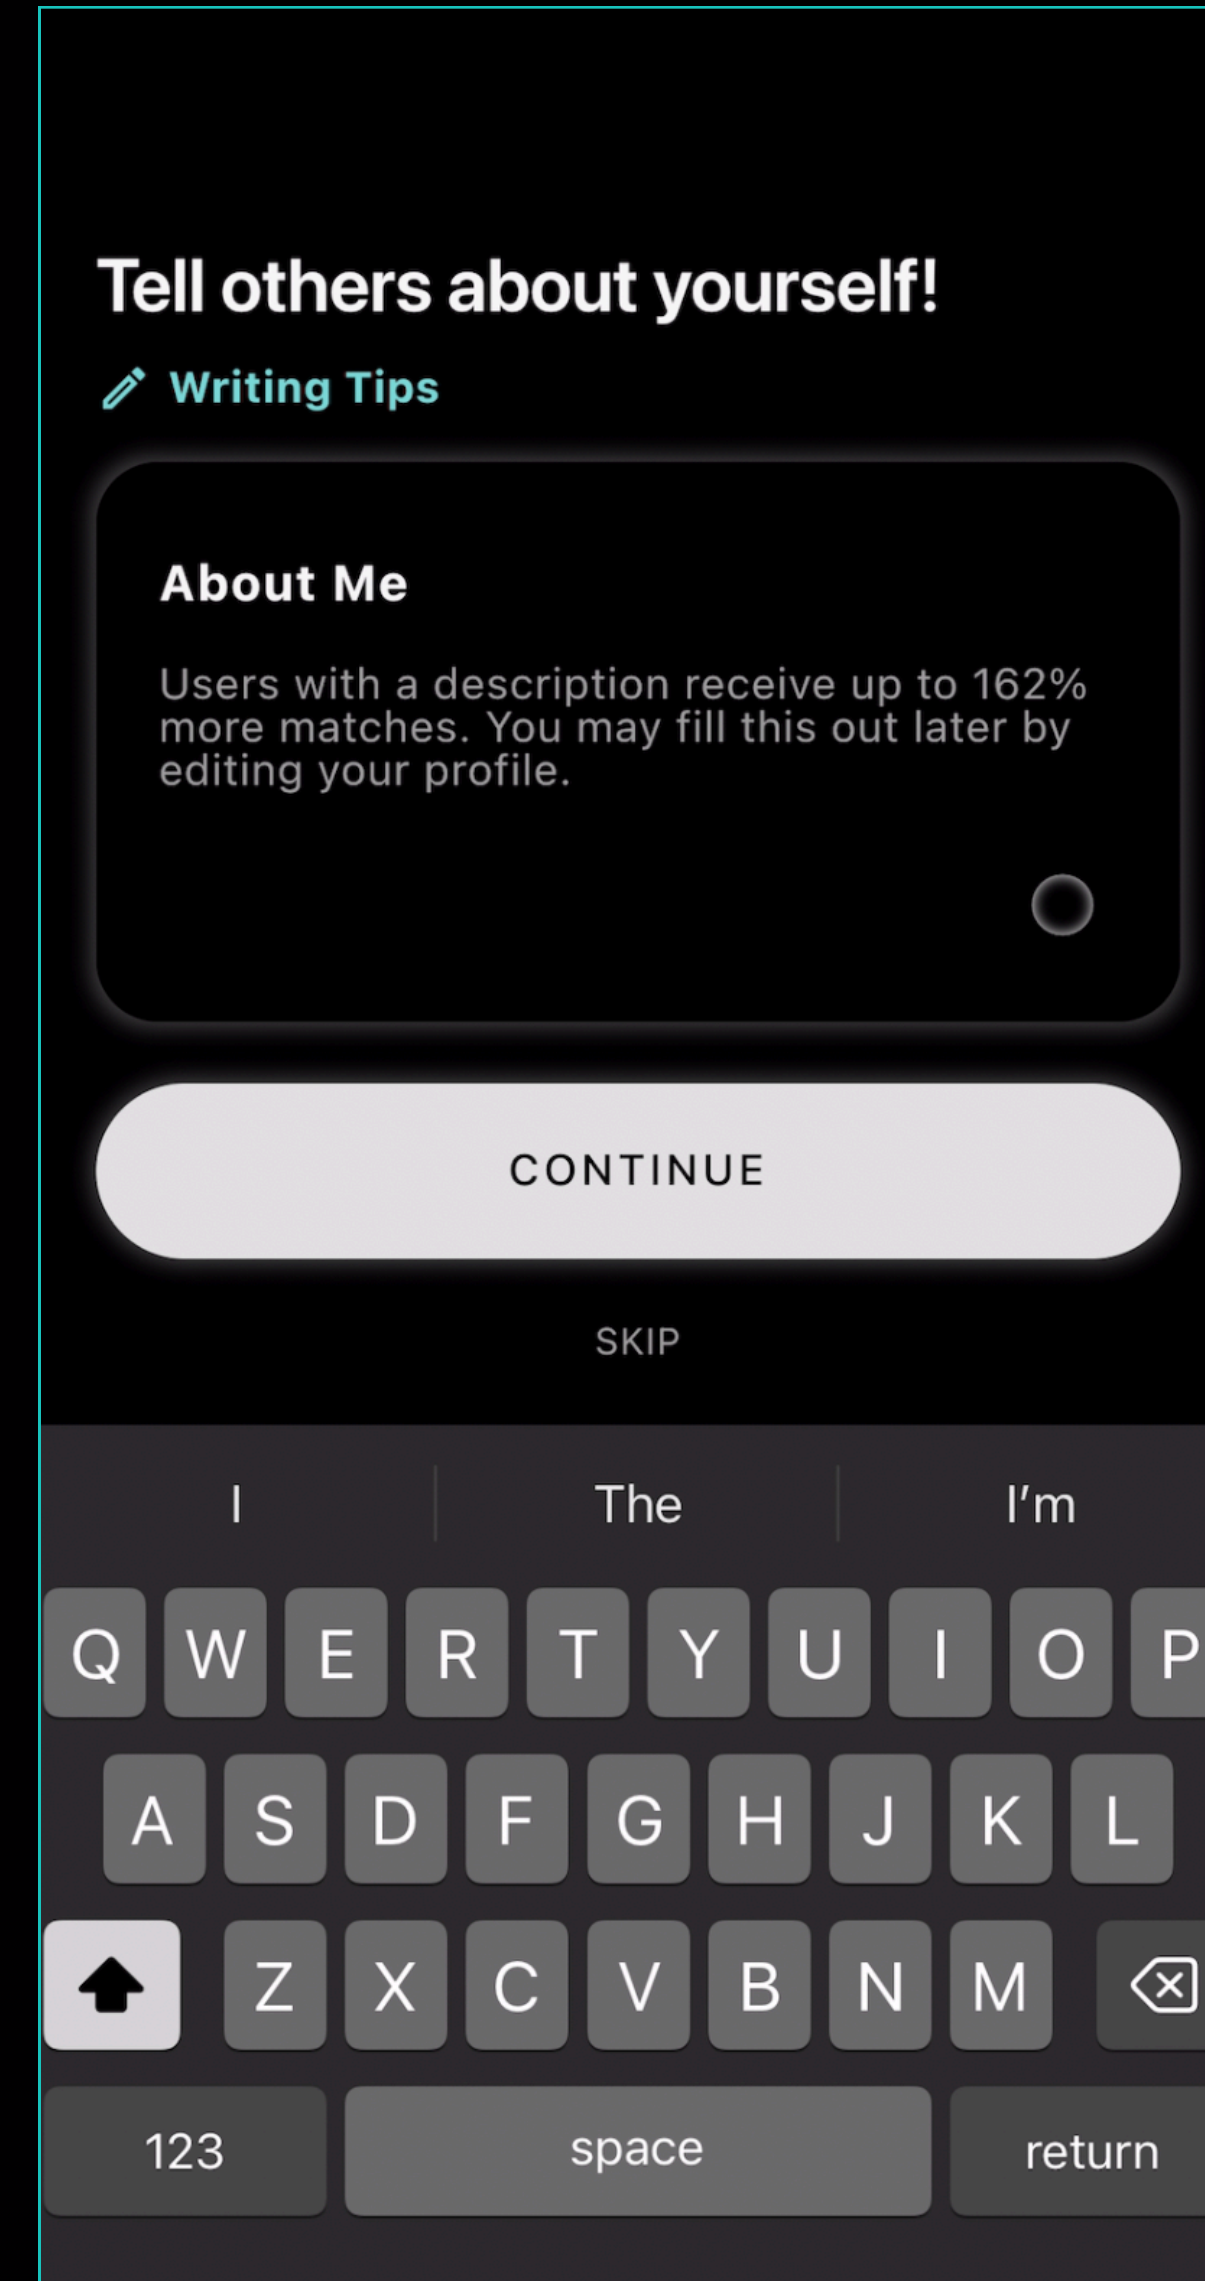 Tell others about yourself!
Writing Tips
About Me
Users with a description receive up to 162%
more matches. You may fill this out later by
editing your profile.
CONTINUE
SKIP
I The I'm
Q W E R T Y U I O P
A S D F G H J K L
Z X C V B N M
123 space return